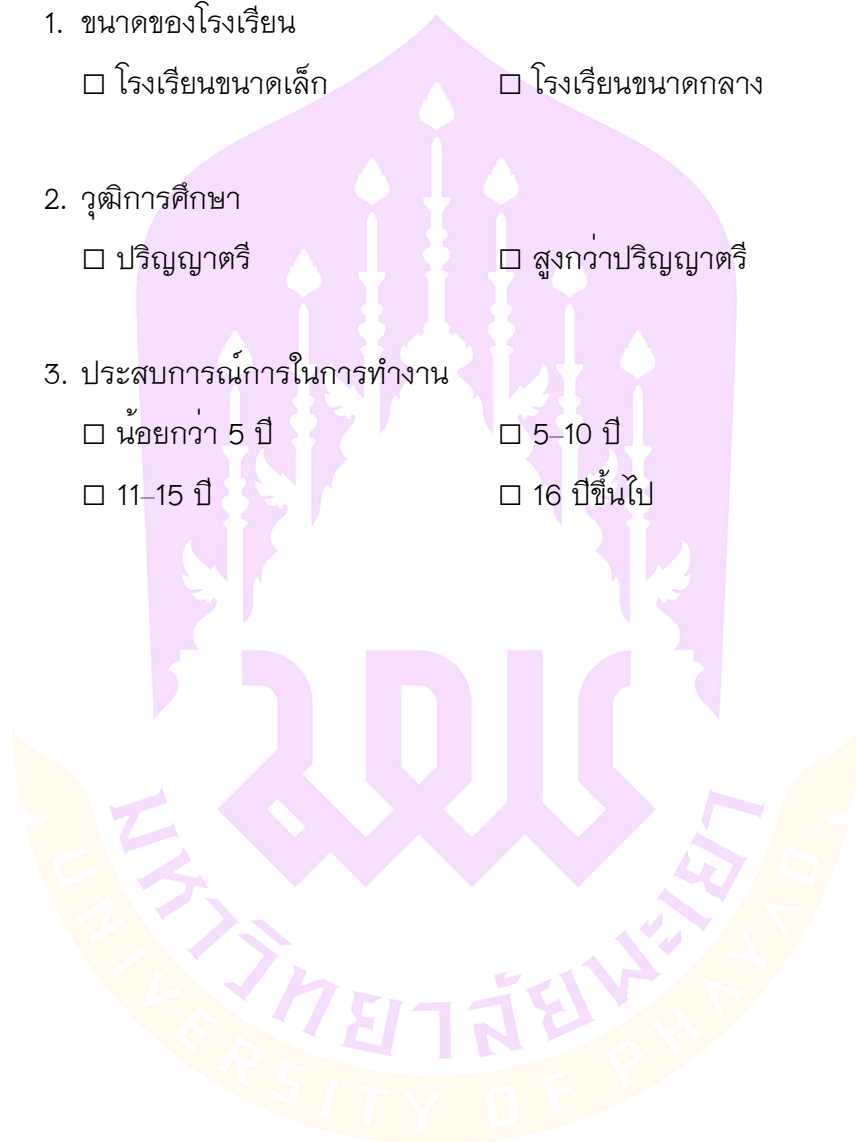 1. ขนาดของโรงเรียน
□ โรงเรียนขนาดเล็ก □ โรงเรียนขนาดกลาง
2. วุฒิการศึกษา
□ ปริญญาตรี □ สูงกว่าปริญญาตรี
3. ประสบการณ์การในการทำงาน
□ น้อยกว่า 5 ปี □ 5–10 ปี
□ 11–15 ปี □ 16 ปีขึ้นไป
มหาวิทยาลัยพะเยา
UNIVERSITY OF PHAYAO